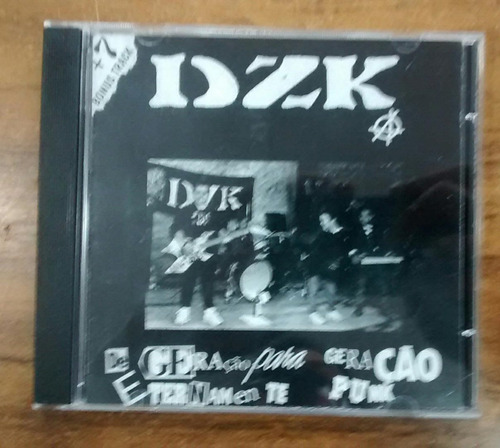 +7
BONUS TRACK
DZK
DZK
De GERAção para GERAÇÃO
ETERNAMenTE PUNK